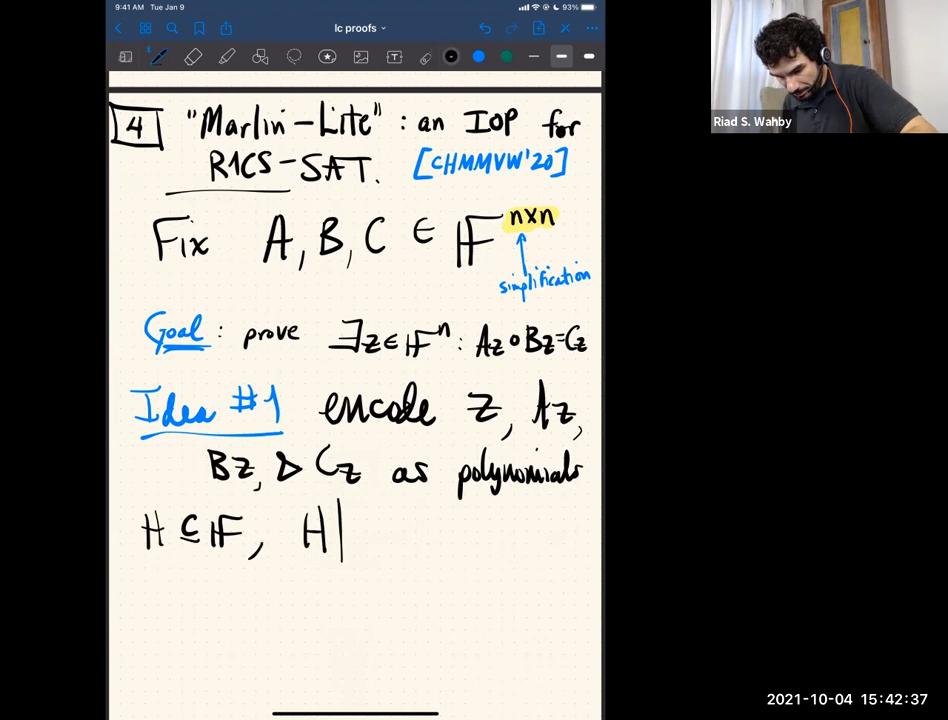 9:41 AM Tue Jan 9
93%
lc proofs
4 "Marlin-Lite" : an IOP for
R1CS-SAT. [CHMMVW'20]
Fix A, B, C ∈ 𝔽^{n×n}
simplification
Goal : prove ∃z ∈ 𝔽^n : Az ∘ Bz = Cz
Idea #1 encode z, Az,
Bz, & Cz as polynomials
H ⊆ 𝔽, H|
Riad S. Wahby
2021-10-04 15:42:37